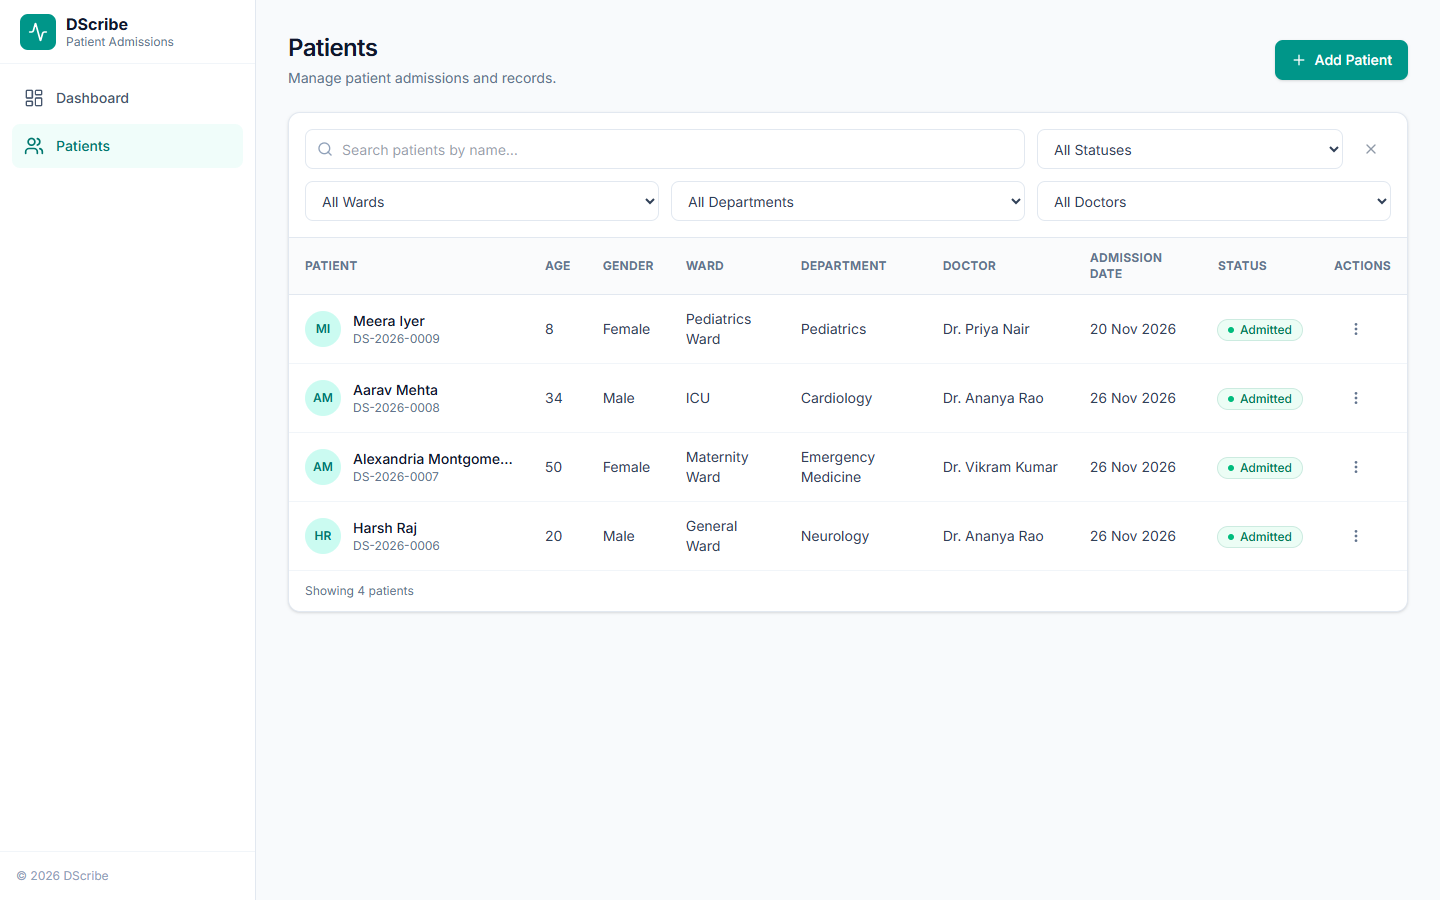 DScribe
Patient Admissions
Dashboard
Patients
© 2026 DScribe
Patients
Manage patient admissions and records.
Add Patient
Search patients by name...
All Statuses
All Wards
All Departments
All Doctors
PATIENT AGE GENDER WARD DEPARTMENT DOCTOR ADMISSION DATE STATUS ACTIONS
MI Meera Iyer DS-2026-0009 8 Female Pediatrics Ward Pediatrics Dr. Priya Nair 20 Nov 2026 Admitted
AM Aarav Mehta DS-2026-0008 34 Male ICU Cardiology Dr. Ananya Rao 26 Nov 2026 Admitted
AM Alexandria Montgome... DS-2026-0007 50 Female Maternity Ward Emergency Medicine Dr. Vikram Kumar 26 Nov 2026 Admitted
HR Harsh Raj DS-2026-0006 20 Male General Ward Neurology Dr. Ananya Rao 26 Nov 2026 Admitted
Showing 4 patients